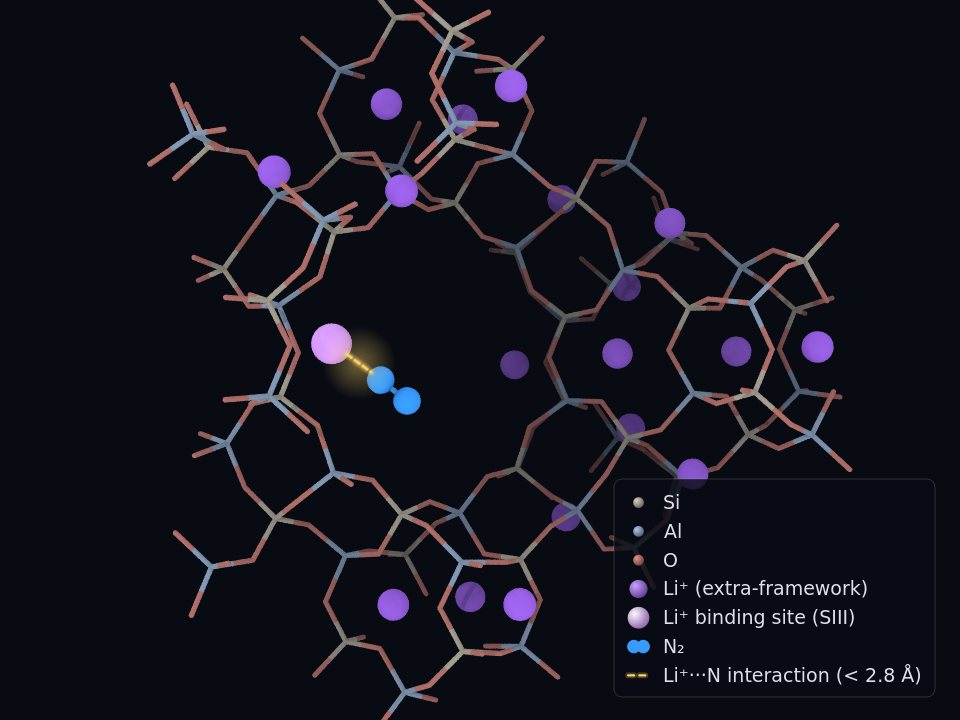 Si
Al
O
Li⁺ (extra-framework)
Li⁺ binding site (SIII)
N₂
Li⁺···N interaction (< 2.8 Å)